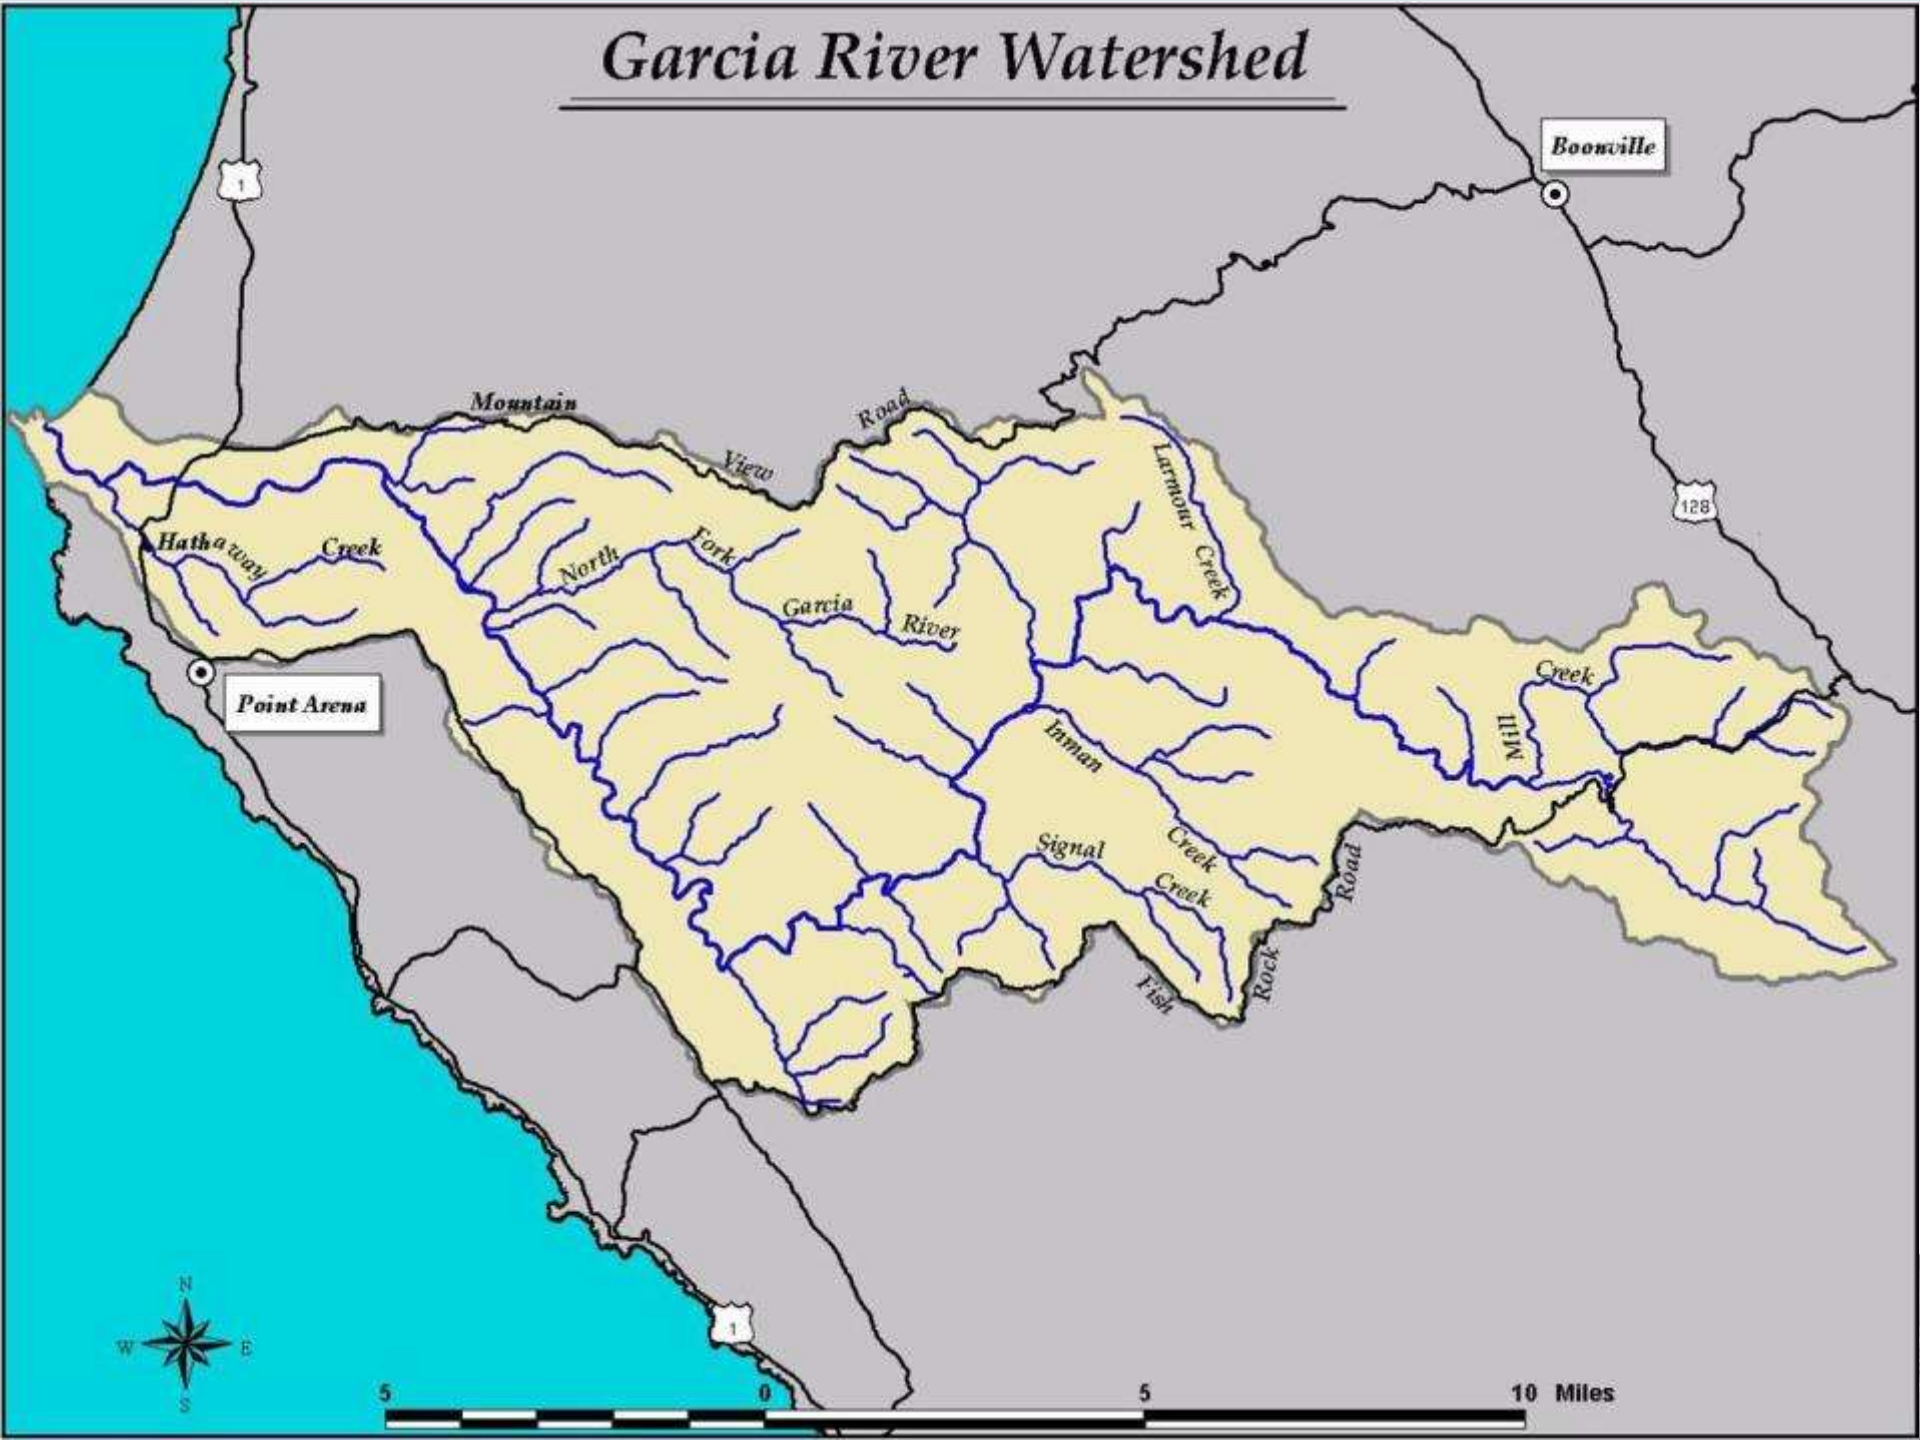 Garcia River Watershed
Boonville
1
Mountain
View
Road
Larmour Creek
128
Hathaway Creek
North Fork Garcia River
Point Arena
Mill Creek
Inman Creek
Signal Creek
Fish Rock Road
N
W E
S
1
5 0 5 10 Miles